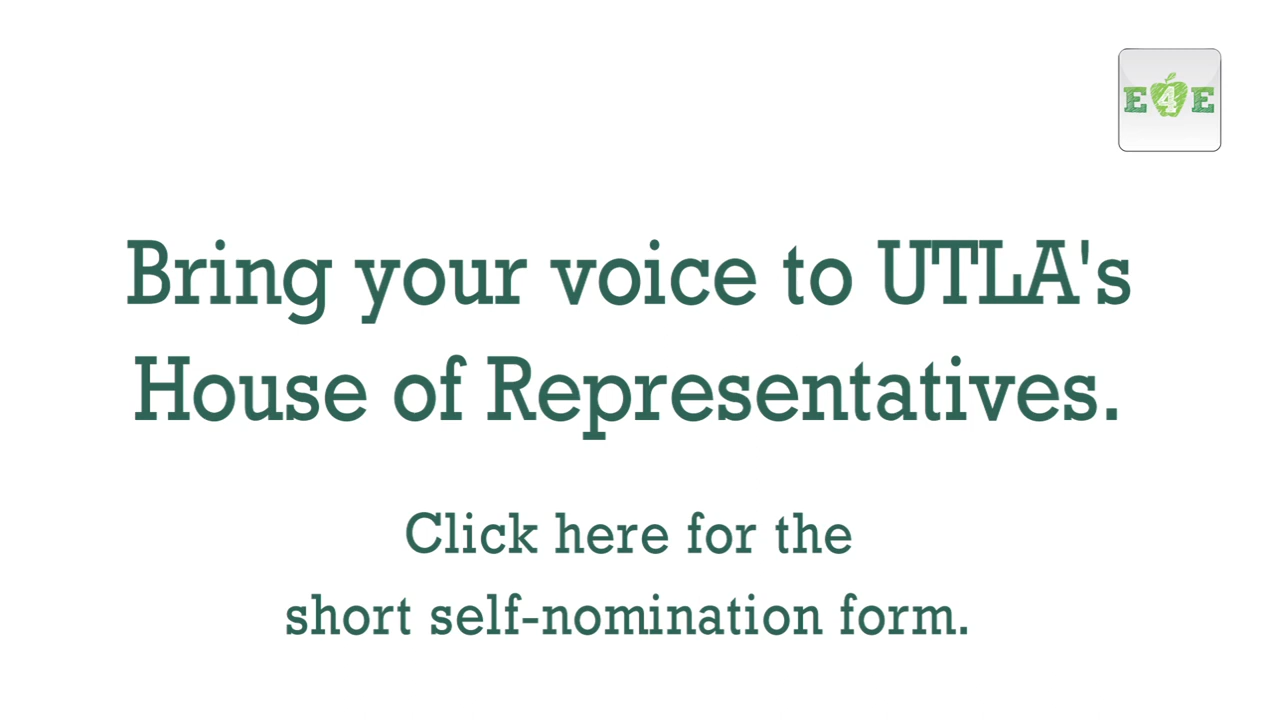 E4E
Bring your voice to UTLA's
House of Representatives.
Click here for the
short self-nomination form.